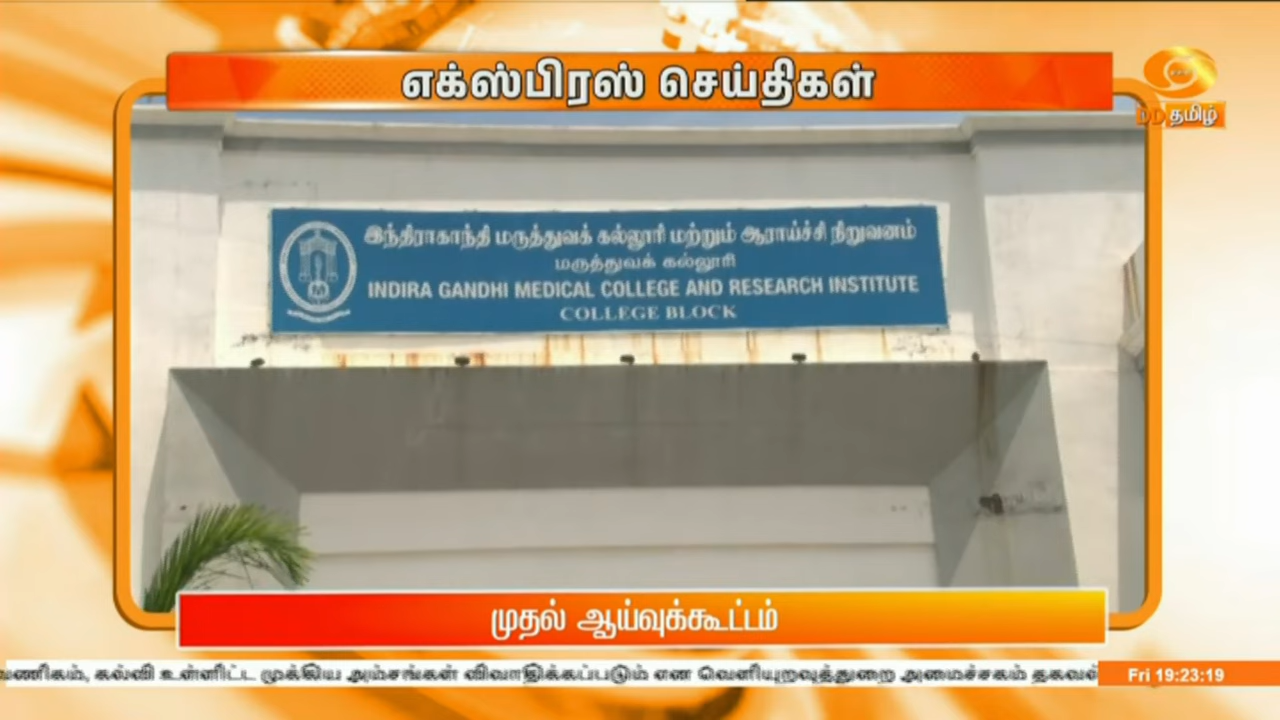 எக்ஸ்பிரஸ் செய்திகள்
DD தமிழ்
இந்திராகாந்தி மருத்துவக் கல்லூரி மற்றும் ஆராய்ச்சி நிறுவனம்
மருத்துவக் கல்லூரி
INDIRA GANDHI MEDICAL COLLEGE AND RESEARCH INSTITUTE
COLLEGE BLOCK
முதல் ஆய்வுக்கூட்டம்
கல்வி உள்ளிட்ட முக்கிய அம்சங்கள் விவாதிக்கப்படும் என வெளியுறவுத்துறை அமைச்சகம் தகவல்
Fri 19:23:19